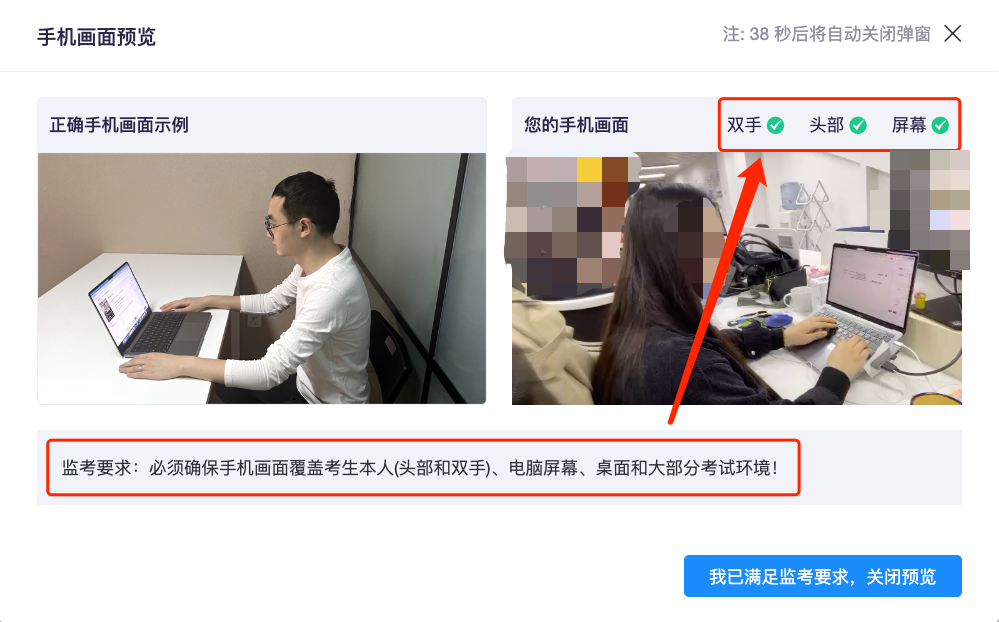 手机画面预览
注: 38 秒后将自动关闭弹窗
正确手机画面示例
您的手机画面
双手 头部 屏幕
监考要求：必须确保手机画面覆盖考生本人(头部和双手)、电脑屏幕、桌面和大部分考试环境！
我已满足监考要求，关闭预览